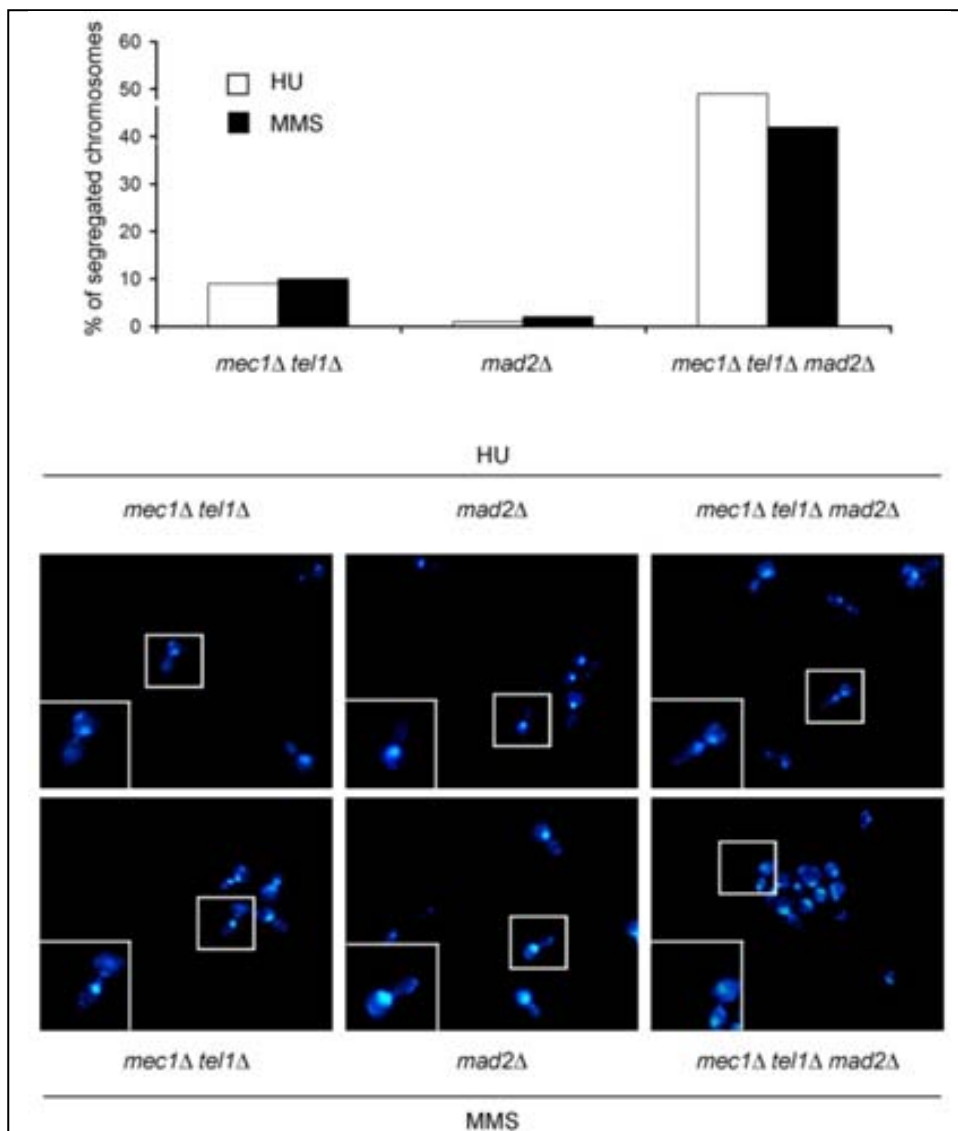 % of segregated chromosomes
60
50
40
30
20
10
0
HU
MMS
mec1Δ tel1Δ
mad2Δ
mec1Δ tel1Δ mad2Δ
HU
mec1Δ tel1Δ
mad2Δ
mec1Δ tel1Δ mad2Δ
mec1Δ tel1Δ
mad2Δ
mec1Δ tel1Δ mad2Δ
MMS